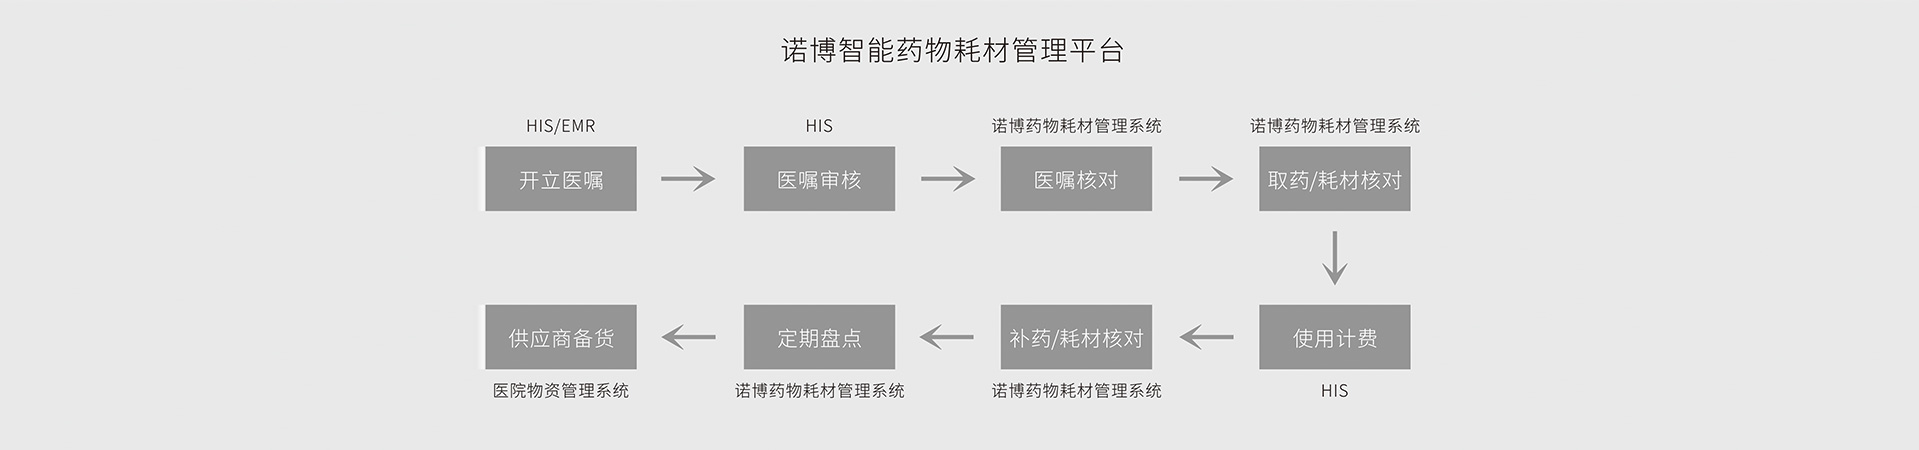 诺博智能药物耗材管理平台
HIS/EMR
HIS
诺博药物耗材管理系统
诺博药物耗材管理系统
开立医嘱
医嘱审核
医嘱核对
取药/耗材核对
供应商备货
定期盘点
补药/耗材核对
使用计费
医院物资管理系统
诺博药物耗材管理系统
诺博药物耗材管理系统
HIS